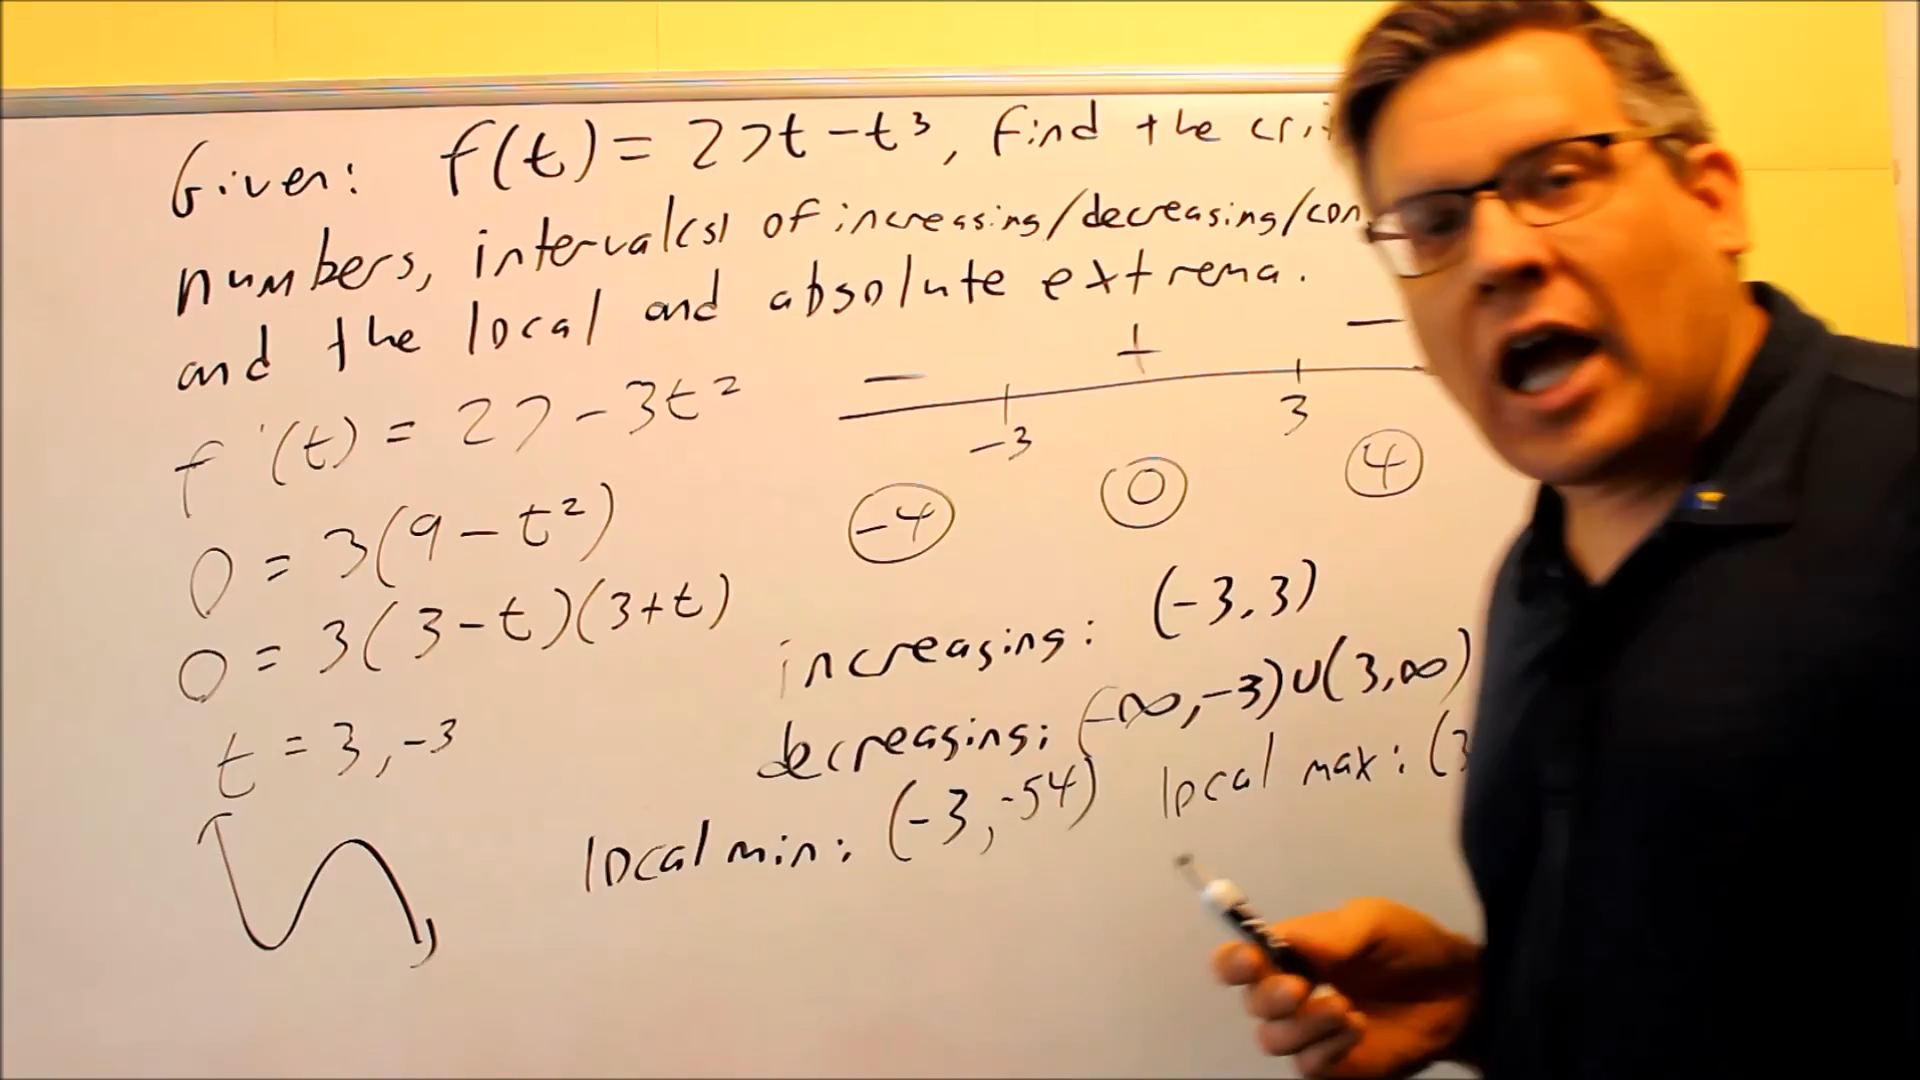 Given: f(t) = 27t - t³, find the cri
numbers, interval(s) of increasing/decreasing/con
and the local and absolute extrema.
f'(t) = 27 - 3t²
0 = 3(9 - t²)
0 = 3(3-t)(3+t)
t = 3, -3
— + —
-3 3
-4 0 4
increasing: (-3,3)
decreasing: (-∞,-3)∪(3,∞)
local min: (-3,-54) local max: (3